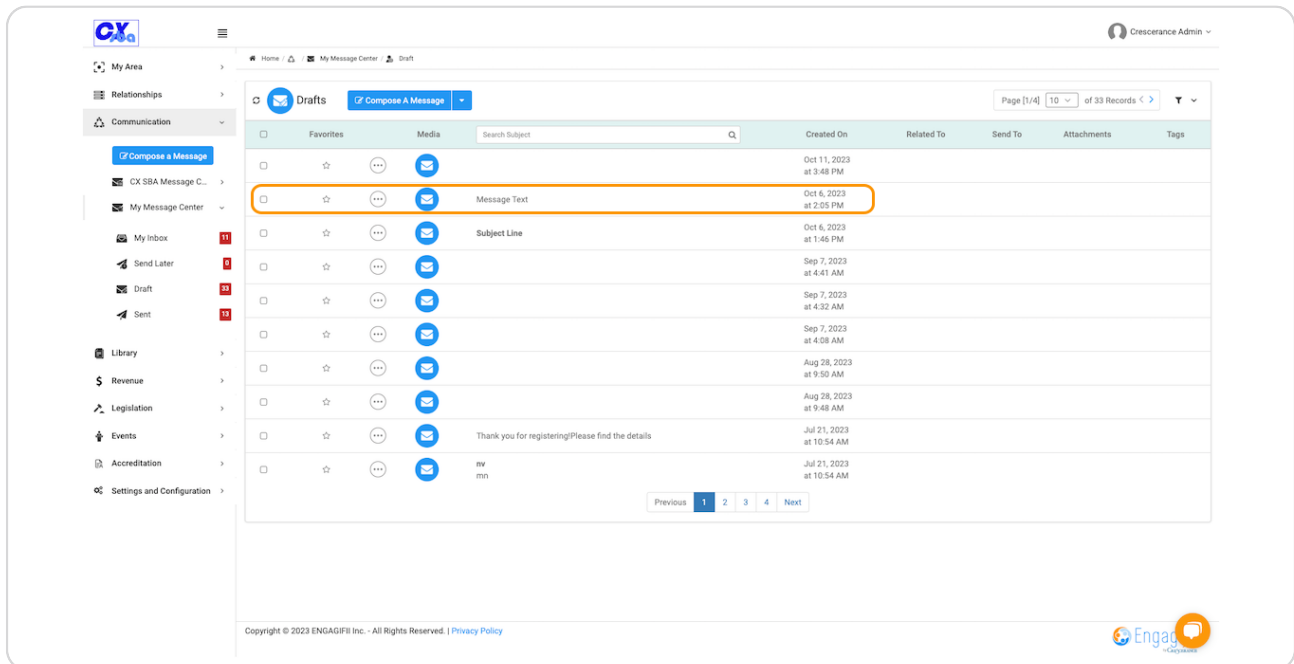 CX
sba
Crescerance Admin
My Area
Relationships
Communication
Compose a Message
CX SBA Message C...
My Message Center
My Inbox 11
Send Later 0
Draft 33
Sent 13
Library
Revenue
Legislation
Events
Accreditation
Settings and Configuration
Home / / My Message Center / Draft
Drafts Compose A Message
Page [1/4] 10 of 33 Records < >
Favorites Media Search Subject Created On Related To Send To Attachments Tags
Oct 11, 2023
at 3:48 PM
Message Text Oct 6, 2023
at 2:05 PM
Subject Line Oct 6, 2023
at 1:46 PM
Sep 7, 2023
at 4:41 AM
Sep 7, 2023
at 4:32 AM
Sep 7, 2023
at 4:08 AM
Aug 28, 2023
at 9:50 AM
Aug 28, 2023
at 9:48 AM
Thank you for registering!Please find the details Jul 21, 2023
at 10:54 AM
nv Jul 21, 2023
mn at 10:54 AM
Previous 1 2 3 4 Next
Copyright © 2023 ENGAGIFII Inc. - All Rights Reserved. | Privacy Policy